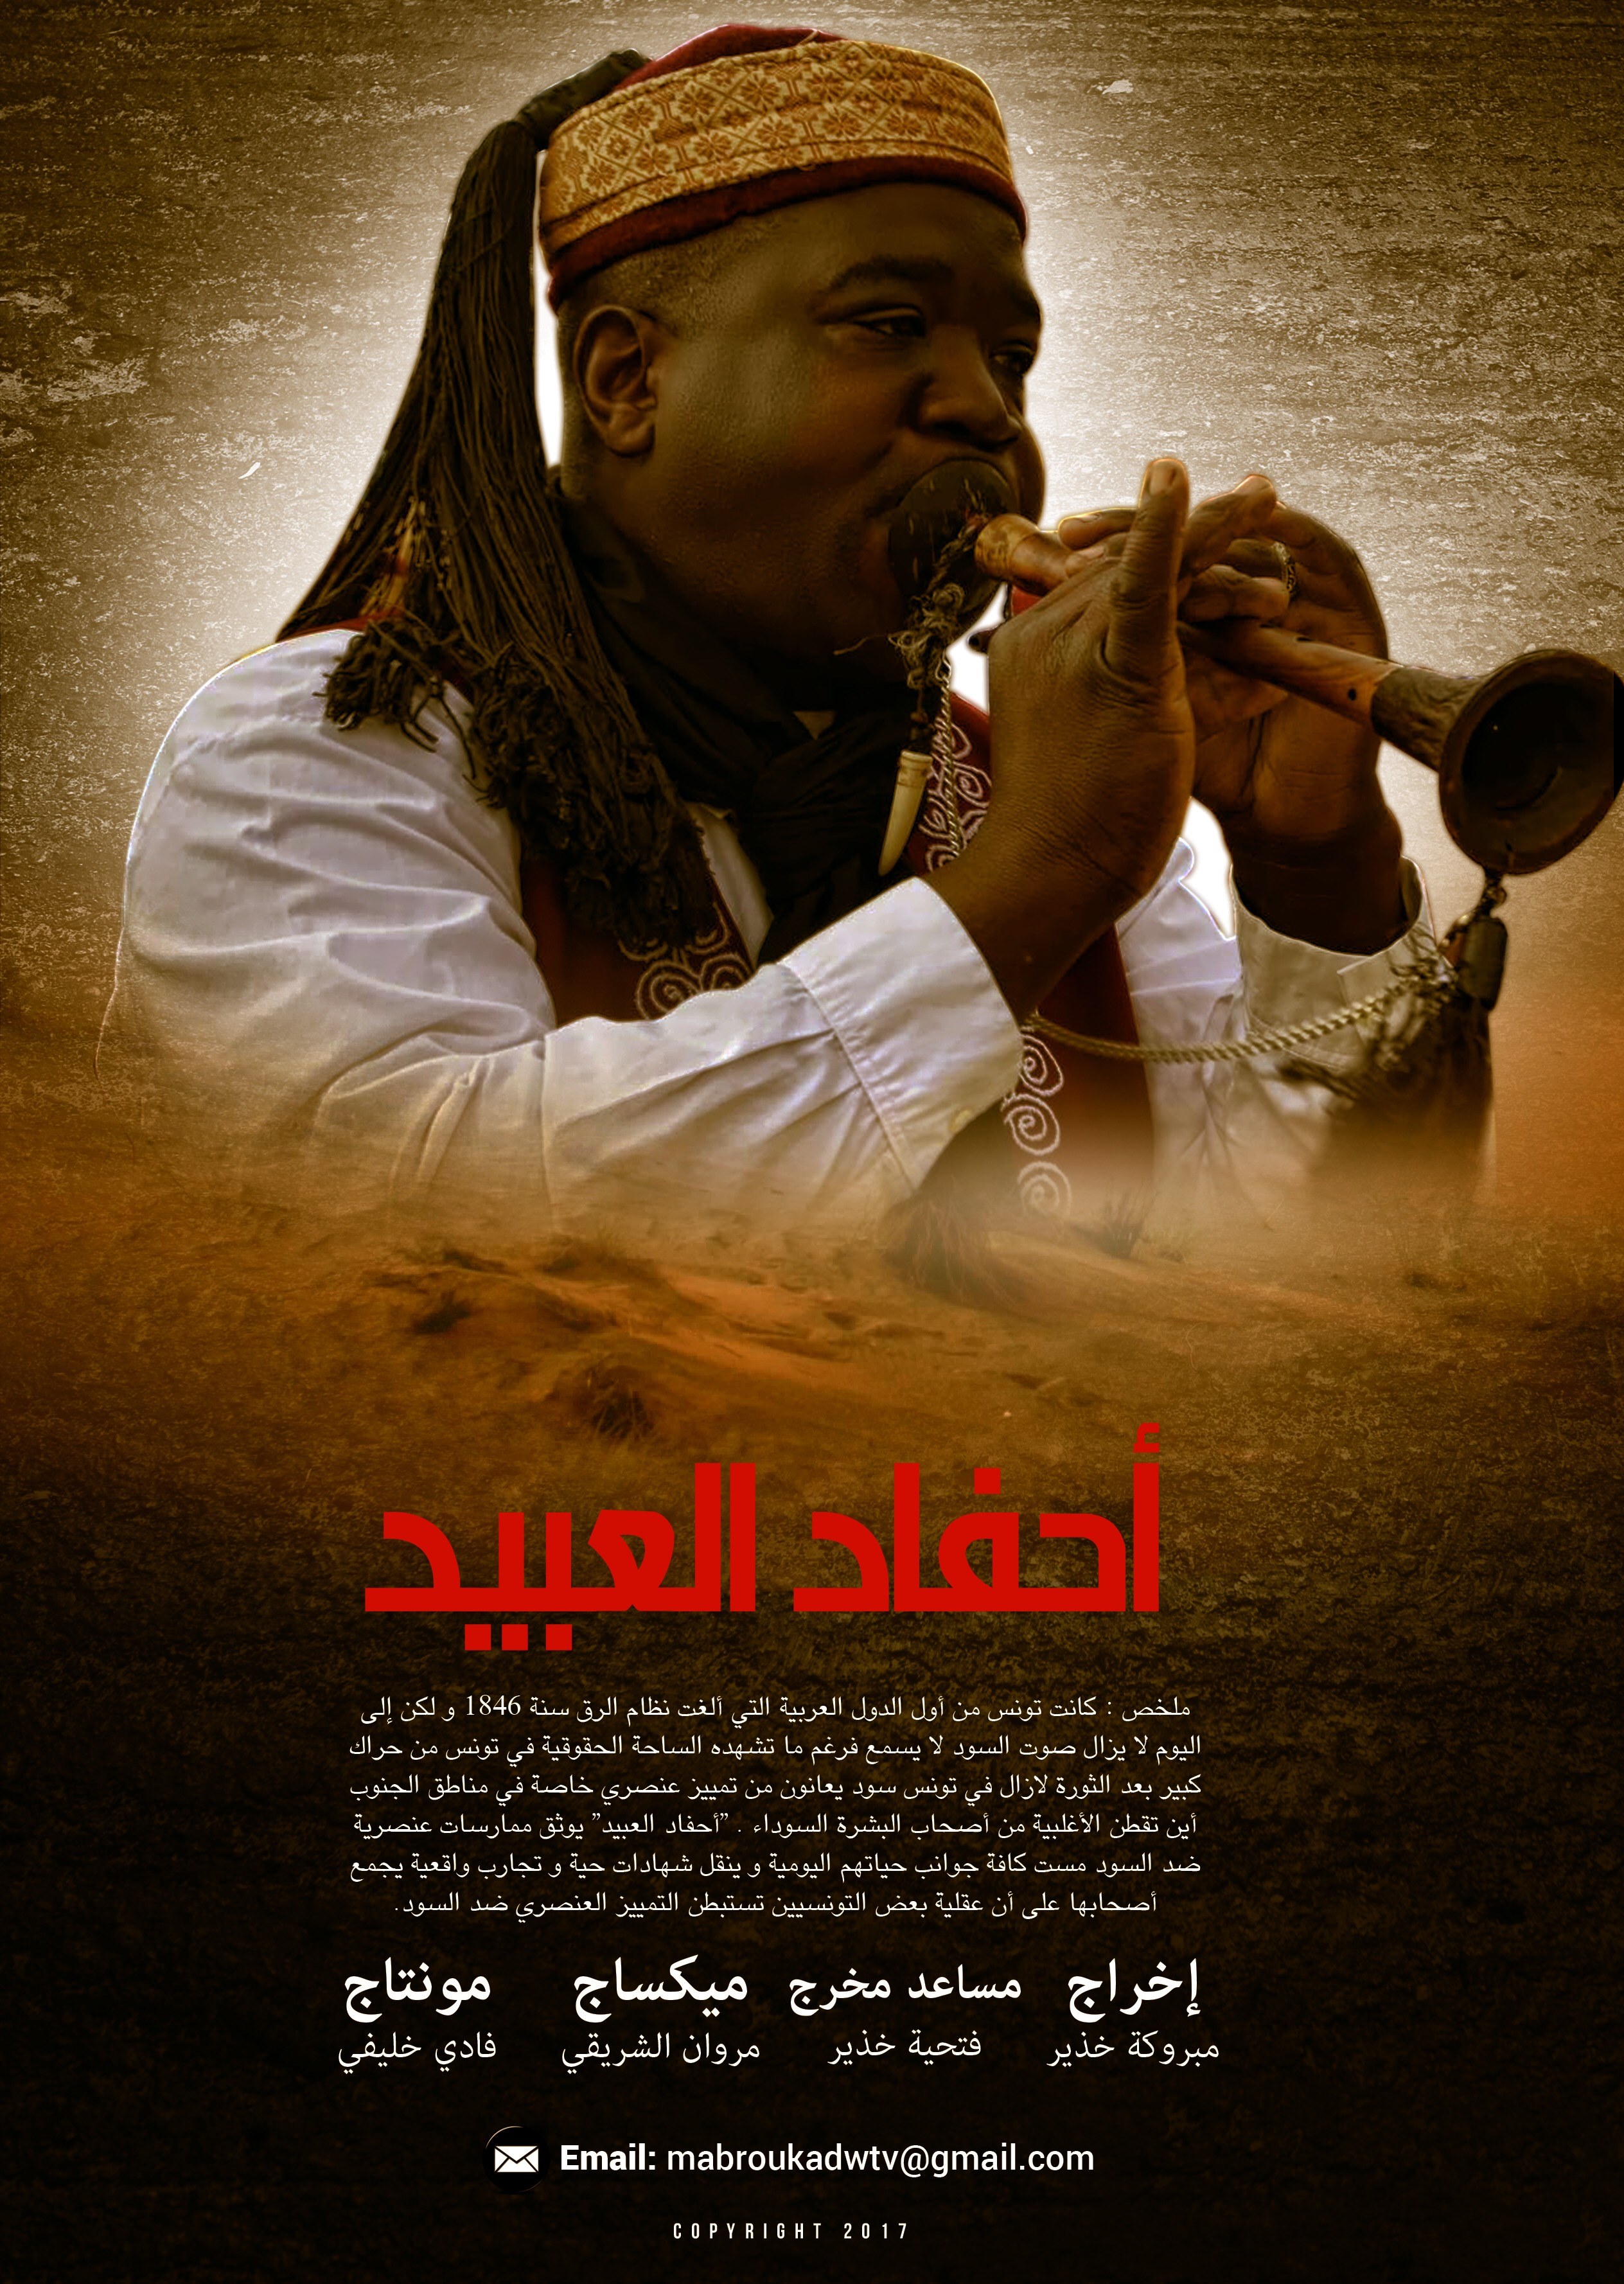 أحفاد العبيد
ملخص : كانت تونس من أول الدول العربية التي ألغت نظام الرق سنة 1846 و لكن إلى
اليوم لا يزال صوت السود لا يسمع فرغم ما تشهده الساحة الحقوقية في تونس من حراك
كبير بعد الثورة لازال في تونس سود يعانون من تمييز عنصري خاصة في مناطق الجنوب
أين تقطن الأغلبية من أصحاب البشرة السوداء . ”أحفاد العبيد” يوثق ممارسات عنصرية
ضد السود مست كافة جوانب حياتهم اليومية و ينقل شهادات حية و تجارب واقعية يجمع
أصحابها على أن عقلية بعض التونسيين تستبطن التمييز العنصري ضد السود.
إخراج مساعد مخرج ميكساج مونتاج
مبروكة خذير فتحية خذير مروان الشريقي فادي خليفي
Email: mabroukadwtv@gmail.com
COPYRIGHT 2017